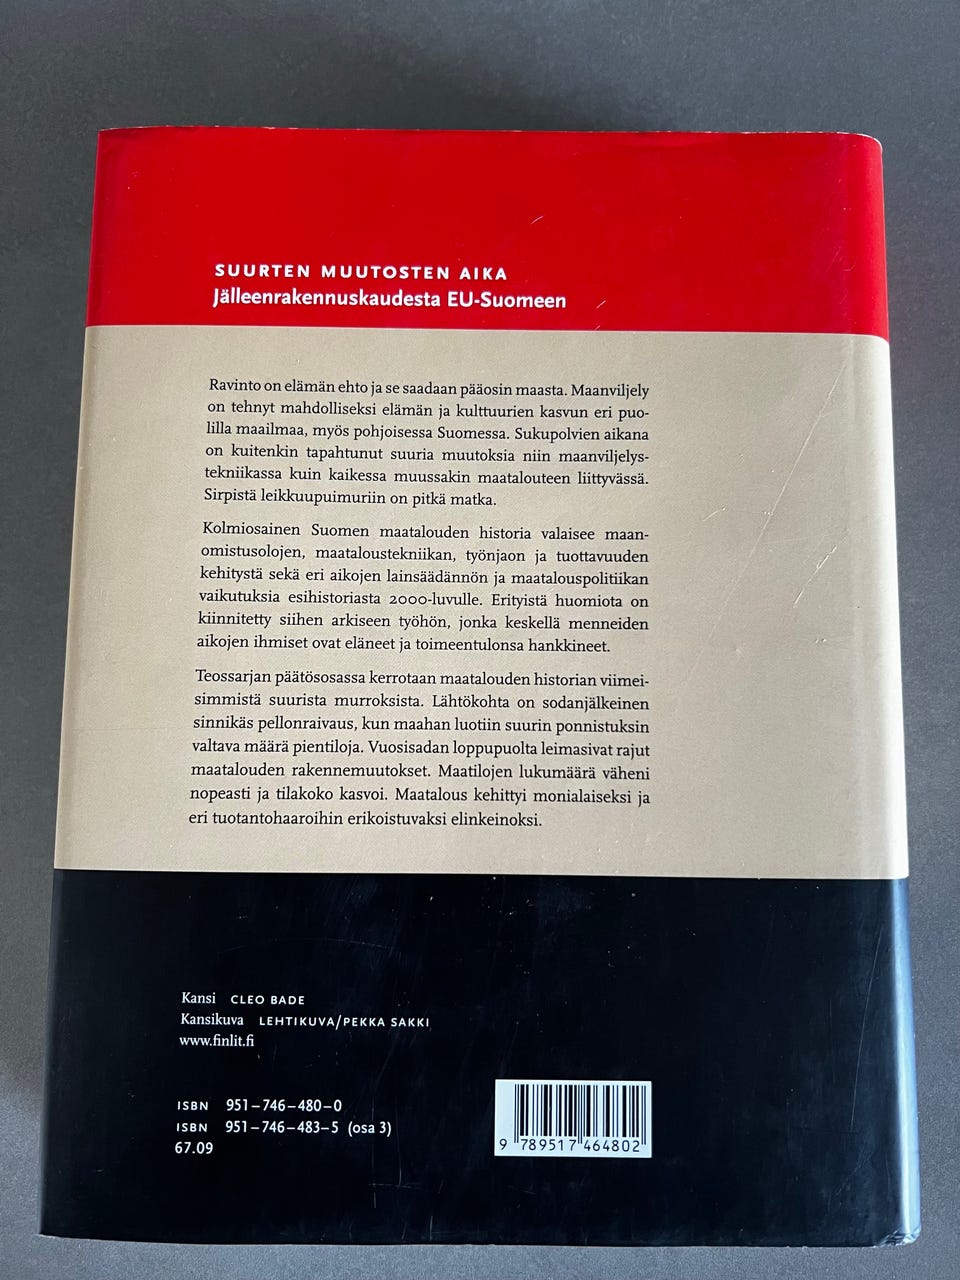 SUURTEN MUUTOSTEN AIKA
Jälleenrakennuskaudesta EU-Suomeen
Ravinto on elämän ehto ja se saadaan pääosin maasta. Maanviljely
on tehnyt mahdolliseksi elämän ja kulttuurien kasvun eri puo-
lilla maailmaa, myös pohjoisessa Suomessa. Sukupolvien aikana
on kuitenkin tapahtunut suuria muutoksia niin maanviljelys-
tekniikassa kuin kaikessa muussakin maatalouteen liittyvässä.
Sirpistä leikkuupuimuriin on pitkä matka.
Kolmiosainen Suomen maatalouden historia valaisee maan-
omistusolojen, maataloustekniikan, työnjaon ja tuottavuuden
kehitystä sekä eri aikojen lainsäädännön ja maatalouspolitiikan
vaikutuksia esihistoriasta 2000-luvulle. Erityistä huomiota on
kiinnitetty siihen arkiseen työhön, jonka keskellä menneiden
aikojen ihmiset ovat eläneet ja toimeentulonsa hankkineet.
Teossarjan päätösosassa kerrotaan maatalouden historian viimei-
simmistä suurista murroksista. Lähtökohta on sodanjälkeinen
sinnikäs pellonraivaus, kun maahan luotiin suurin ponnistuksin
valtava määrä pientiloja. Vuosisadan loppupuolta leimasivat rajut
maatalouden rakennemuutokset. Maatilojen lukumäärä väheni
nopeasti ja tilakoko kasvoi. Maatalous kehittyi monialaiseksi ja
eri tuotantohaaroihin erikoistuvaksi elinkeinoksi.
Kansi CLEO BADE
Kansikuva LEHTIKUVA/PEKKA SAKKI
www.finlit.fi
ISBN 951–746–480–0
ISBN 951–746–483–5 (osa 3)
67.09
9 789517 464802